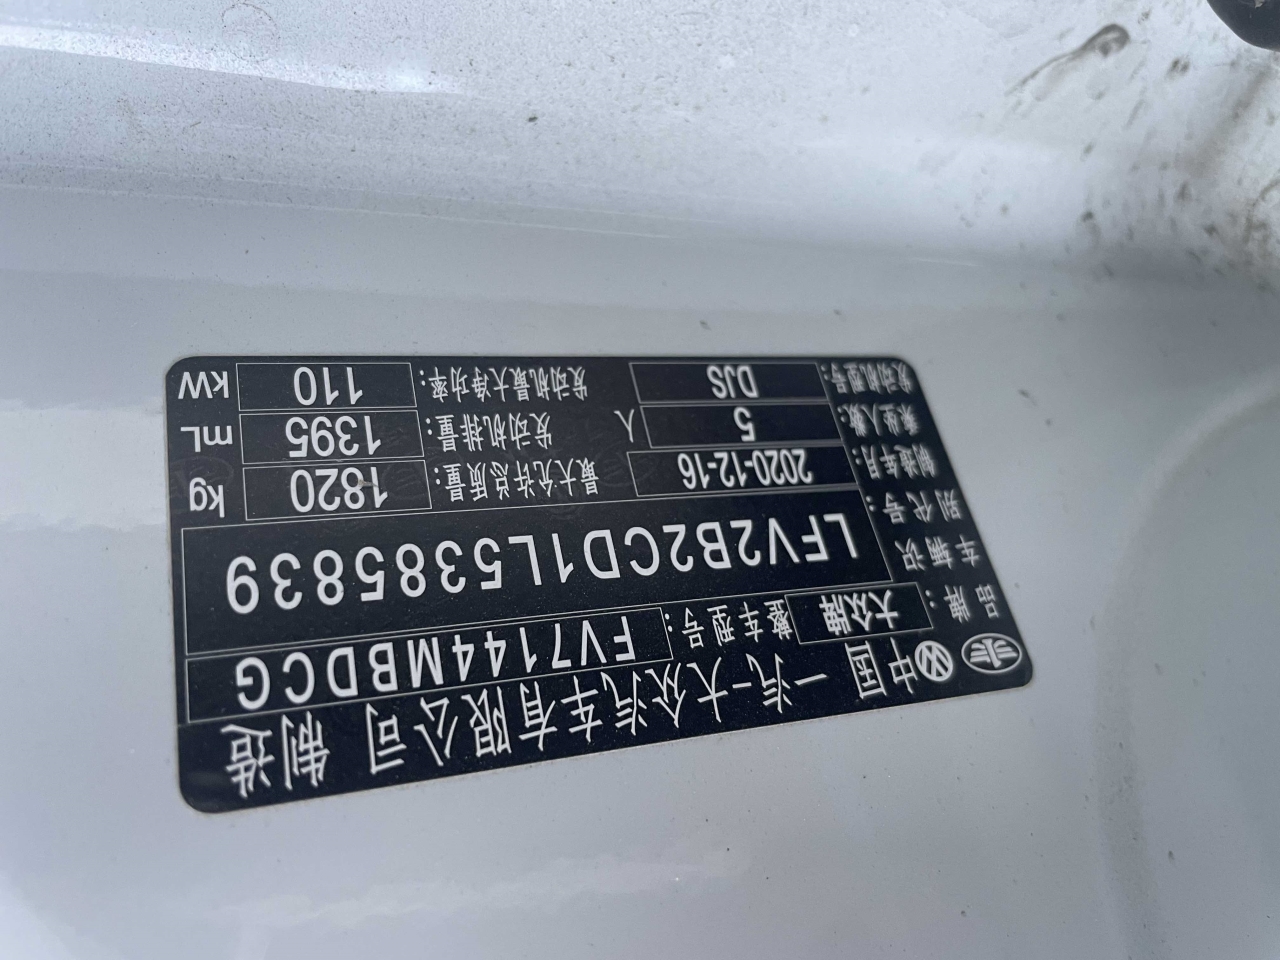 中国 一汽-大众汽车有限公司 制造
品牌: 大众牌 整车型号: FV7144MBDCG
车辆识别代号: LFV2B2CD1L5385839
制造年月: 2020-12-16 最大允许总质量: 1820 kg
乘坐人数: 5 人 发动机排量: 1395 mL
发动机型号: DJS 发动机最大净功率: 110 kW